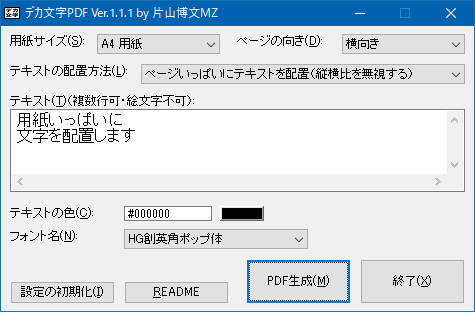 デカ文字PDF Ver.1.1.1 by 片山博文MZ
用紙サイズ(S): A4 用紙 ページの向き(D): 横向き
テキストの配置方法(L): ページいっぱいにテキストを配置(縦横比を無視する)
テキスト(T)(複数行可・絵文字不可):
用紙いっぱいに
文字を配置します
テキストの色(C): #000000
フォント名(N): HG創英角ポップ体
設定の初期化(I) README PDF生成(M) 終了(X)